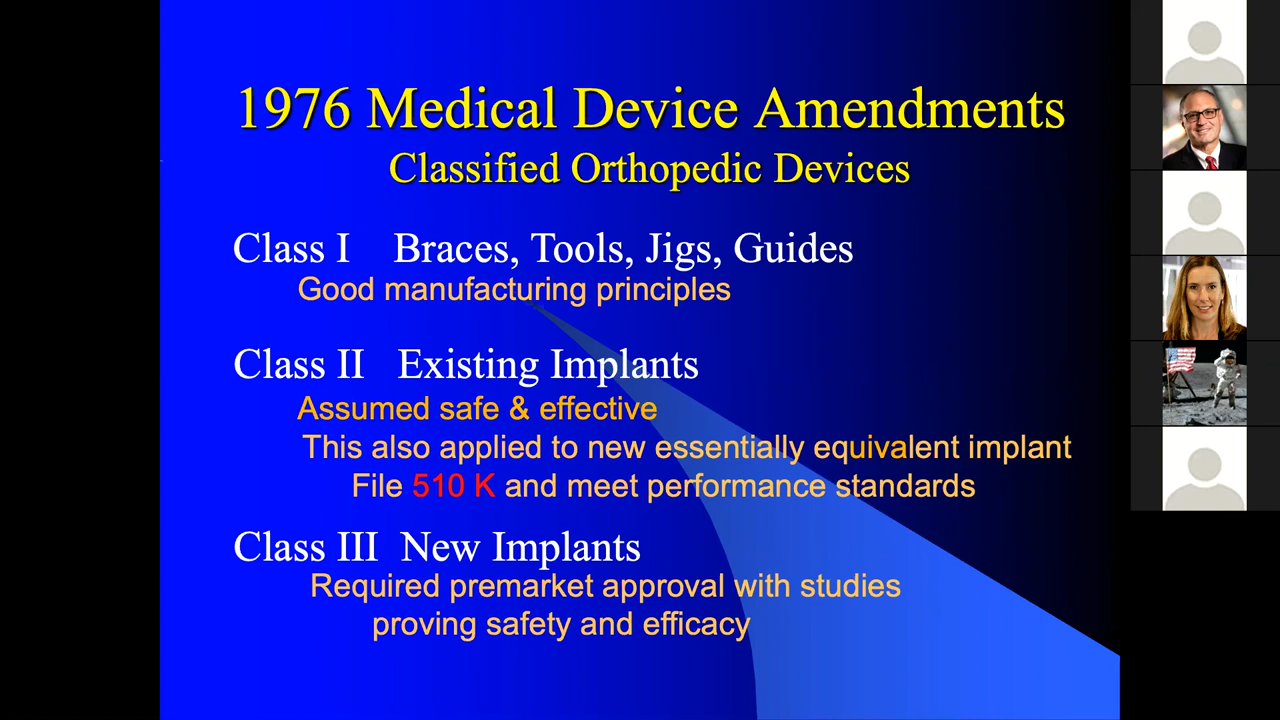 1976 Medical Device Amendments
Classified Orthopedic Devices
Class I Braces, Tools, Jigs, Guides
Good manufacturing principles
Class II Existing Implants
Assumed safe & effective
This also applied to new essentially equivalent implant
File 510 K and meet performance standards
Class III New Implants
Required premarket approval with studies
proving safety and efficacy